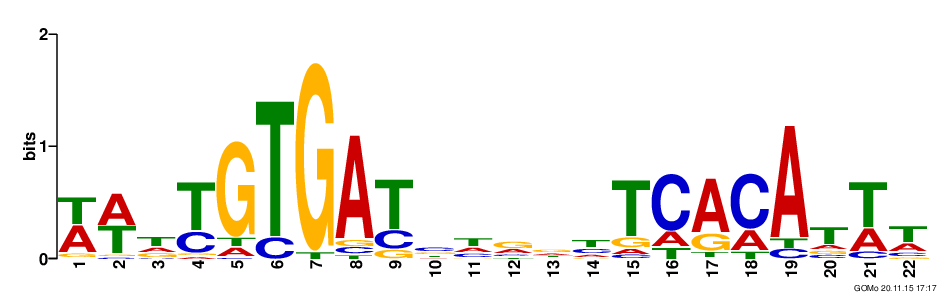 2
1
0
bits
T A T G T G A T T C A C A T T T
A T T C T C G C G A G A T A A A
1 2 3 4 5 6 7 8 9 10 11 12 13 14 15 16 17 18 19 20 21 22
GOMo 20.11.15 17:17